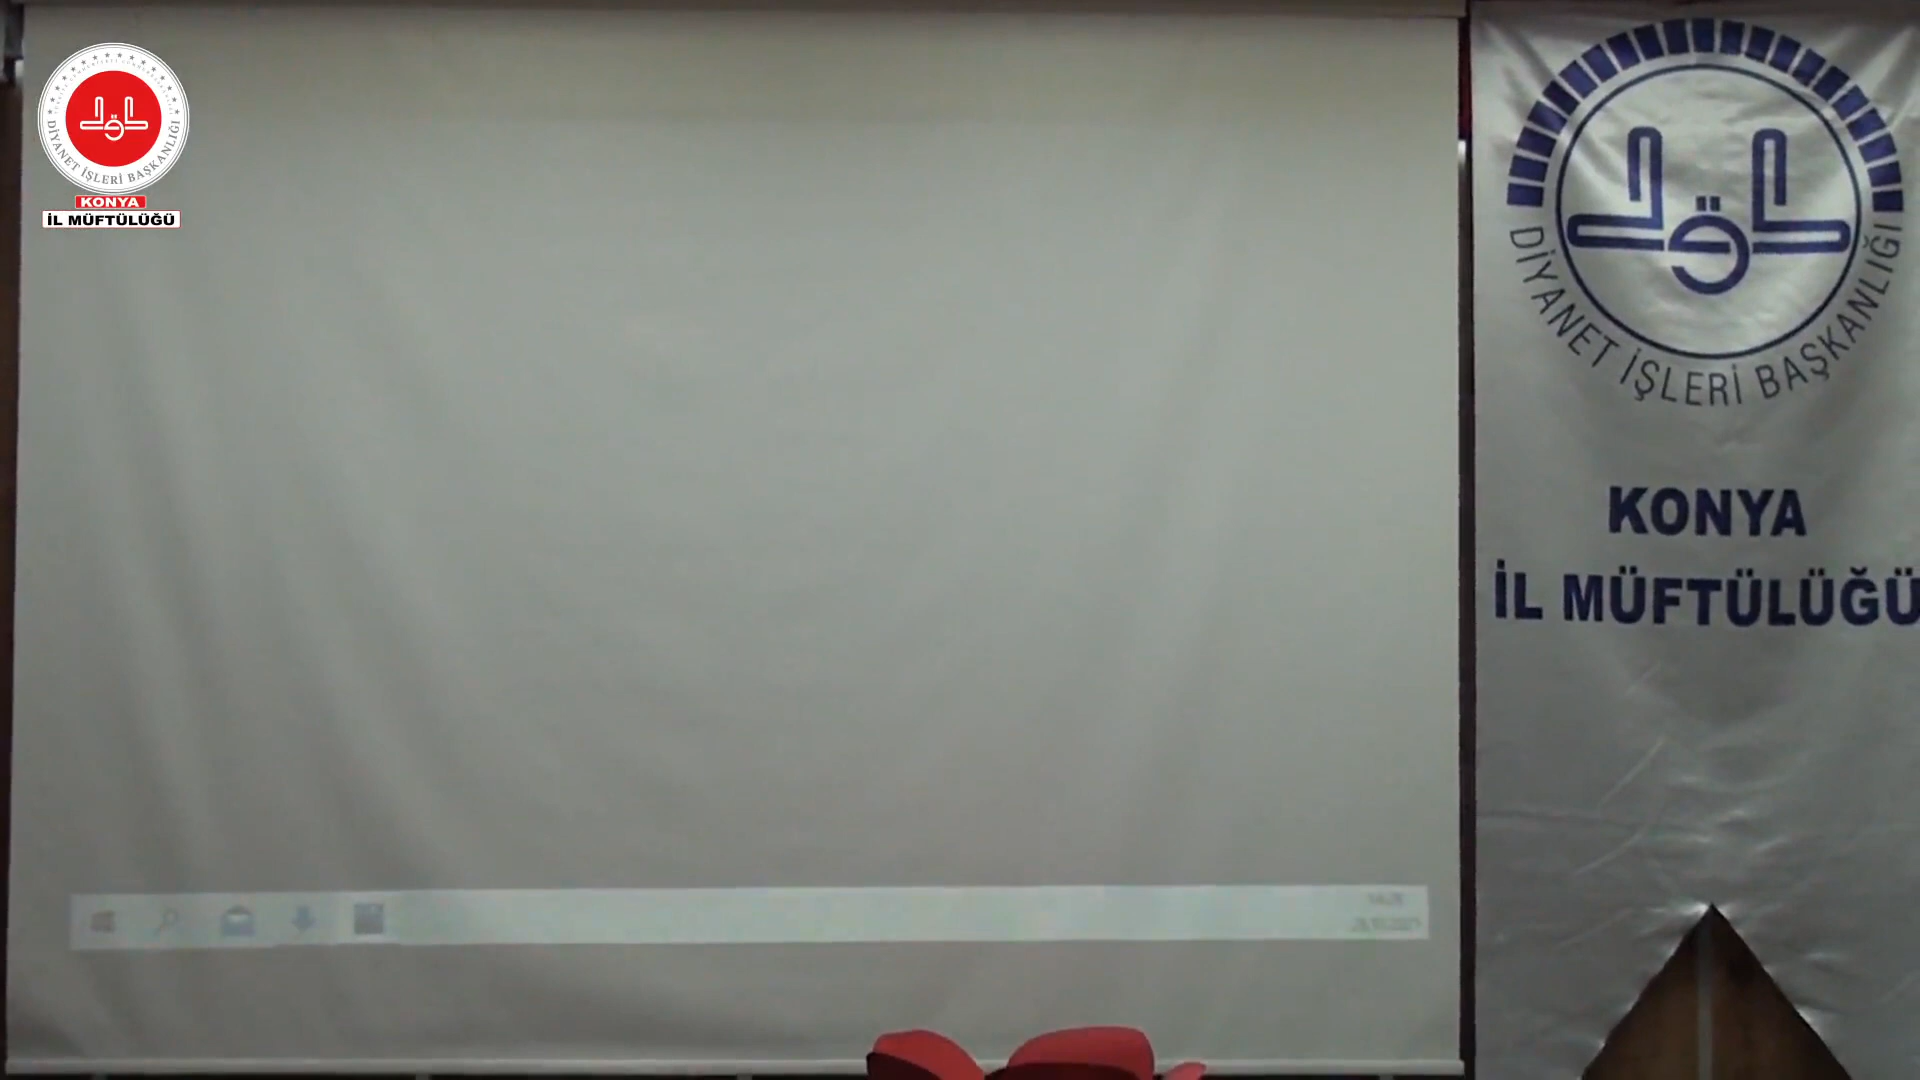 DİYANET İŞLERİ BAŞKANLIĞI
KONYA
İL MÜFTÜLÜĞÜ
DİYANET İŞLERİ BAŞKANLIĞI
KONYA
İL MÜFTÜLÜĞÜ